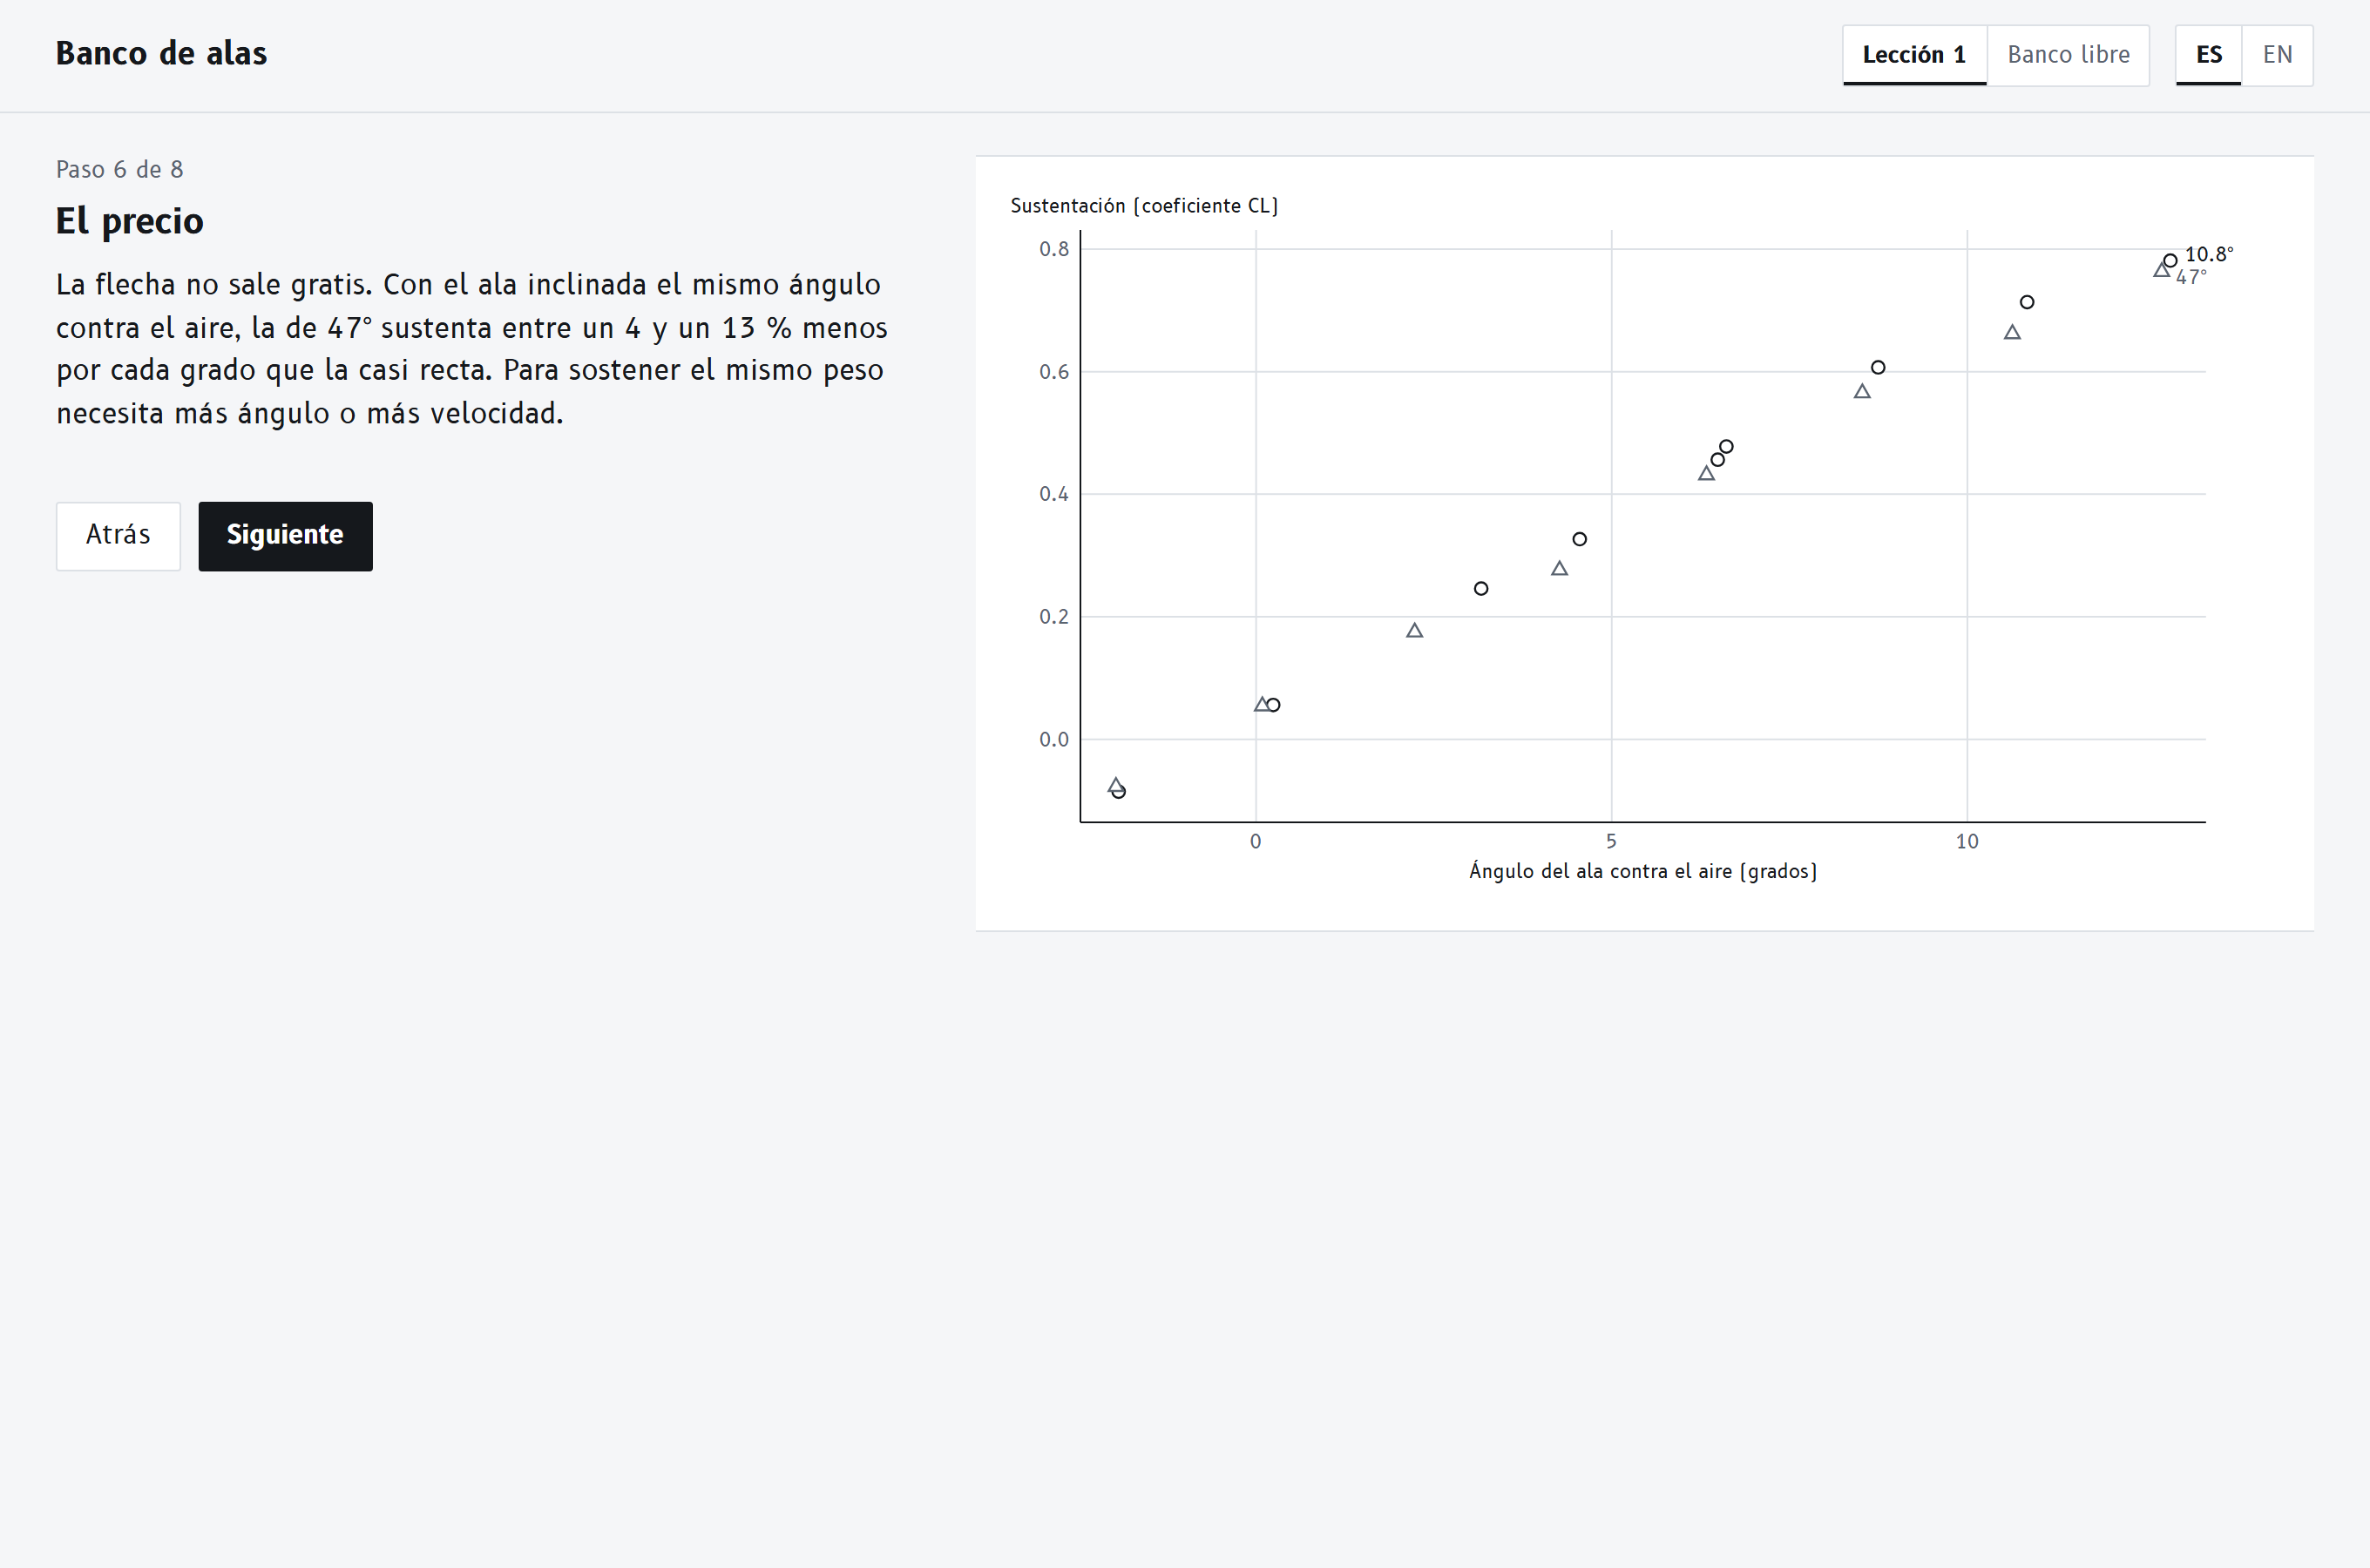 Banco de alas
Lección 1
Banco libre
ES
EN
Paso 6 de 8
El precio
La flecha no sale gratis. Con el ala inclinada el mismo ángulo
contra el aire, la de 47° sustenta entre un 4 y un 13 % menos
por cada grado que la casi recta. Para sostener el mismo peso
necesita más ángulo o más velocidad.
Atrás
Siguiente
Sustentación (coeficiente CL)
0.8
0.6
0.4
0.2
0.0
10.8°
47°
0
5
10
Ángulo del ala contra el aire (grados)